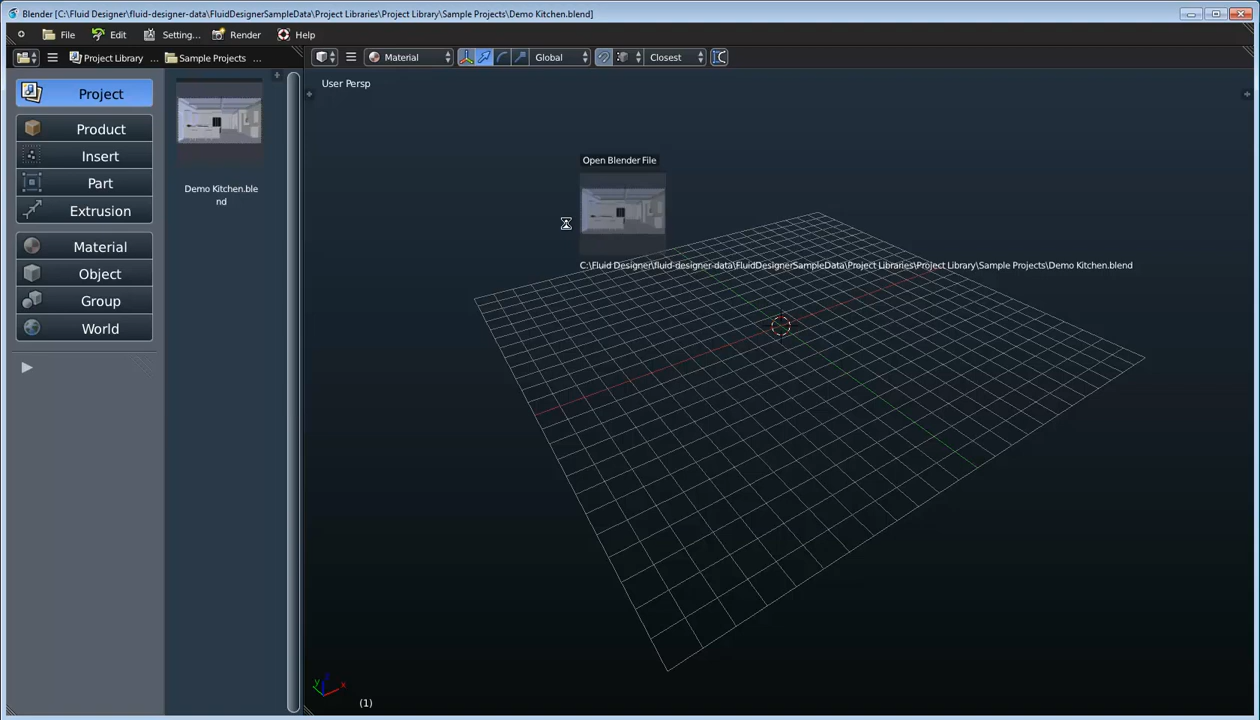 Blender [C:\Fluid Designer\fluid-designer-data\FluidDesignerSampleData\Project Libraries\Project Library\Sample Projects\Demo Kitchen.blend]
File Edit Setting... Render Help
Project Library ... Sample Projects ... Material Global Closest
User Persp
Project
Product
Insert
Part
Extrusion
Material
Object
Group
World
Demo Kitchen.ble
nd
Open Blender File
C:\Fluid Designer\fluid-designer-data\FluidDesignerSampleData\Project Libraries\Project Library\Sample Projects\Demo Kitchen.blend
y x
(1)